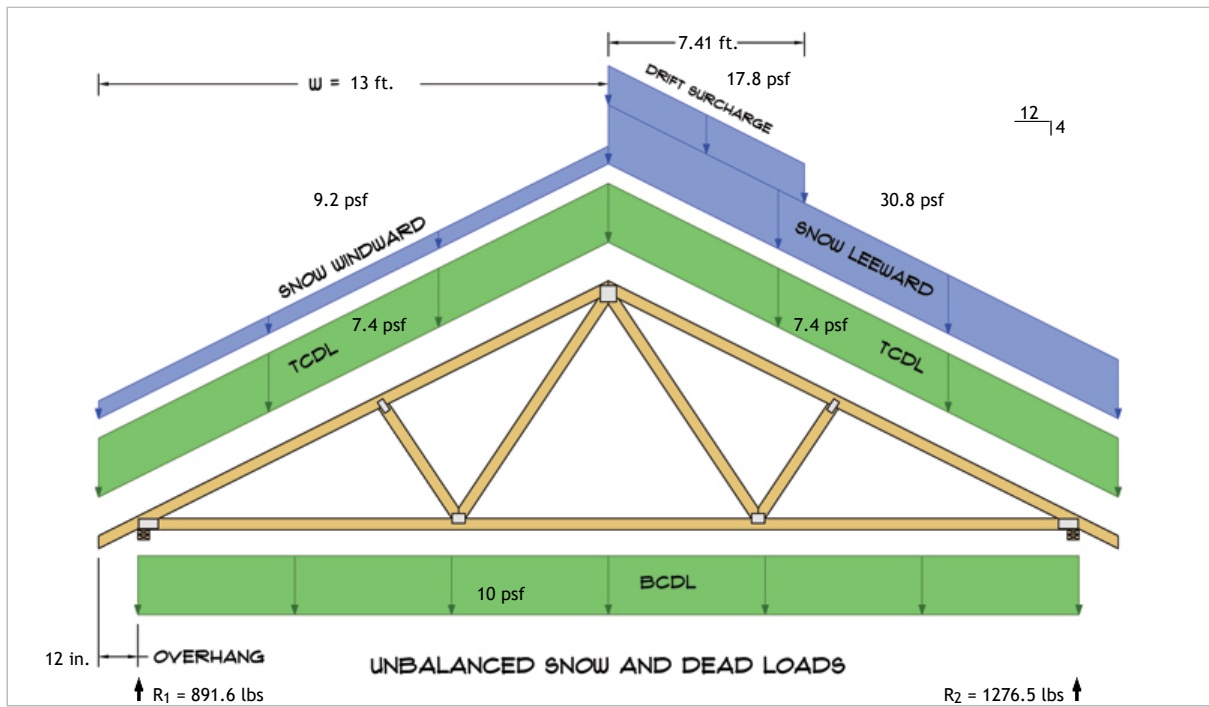 7.41 ft.
W = 13 ft.
DRIFT SURCHARGE
17.8 psf
12
4
9.2 psf
30.8 psf
SNOW WINDWARD
SNOW LEEWARD
7.4 psf
7.4 psf
TCDL
TCDL
BCDL
10 psf
12 in.
OVERHANG
UNBALANCED SNOW AND DEAD LOADS
R1 = 891.6 lbs
R2 = 1276.5 lbs